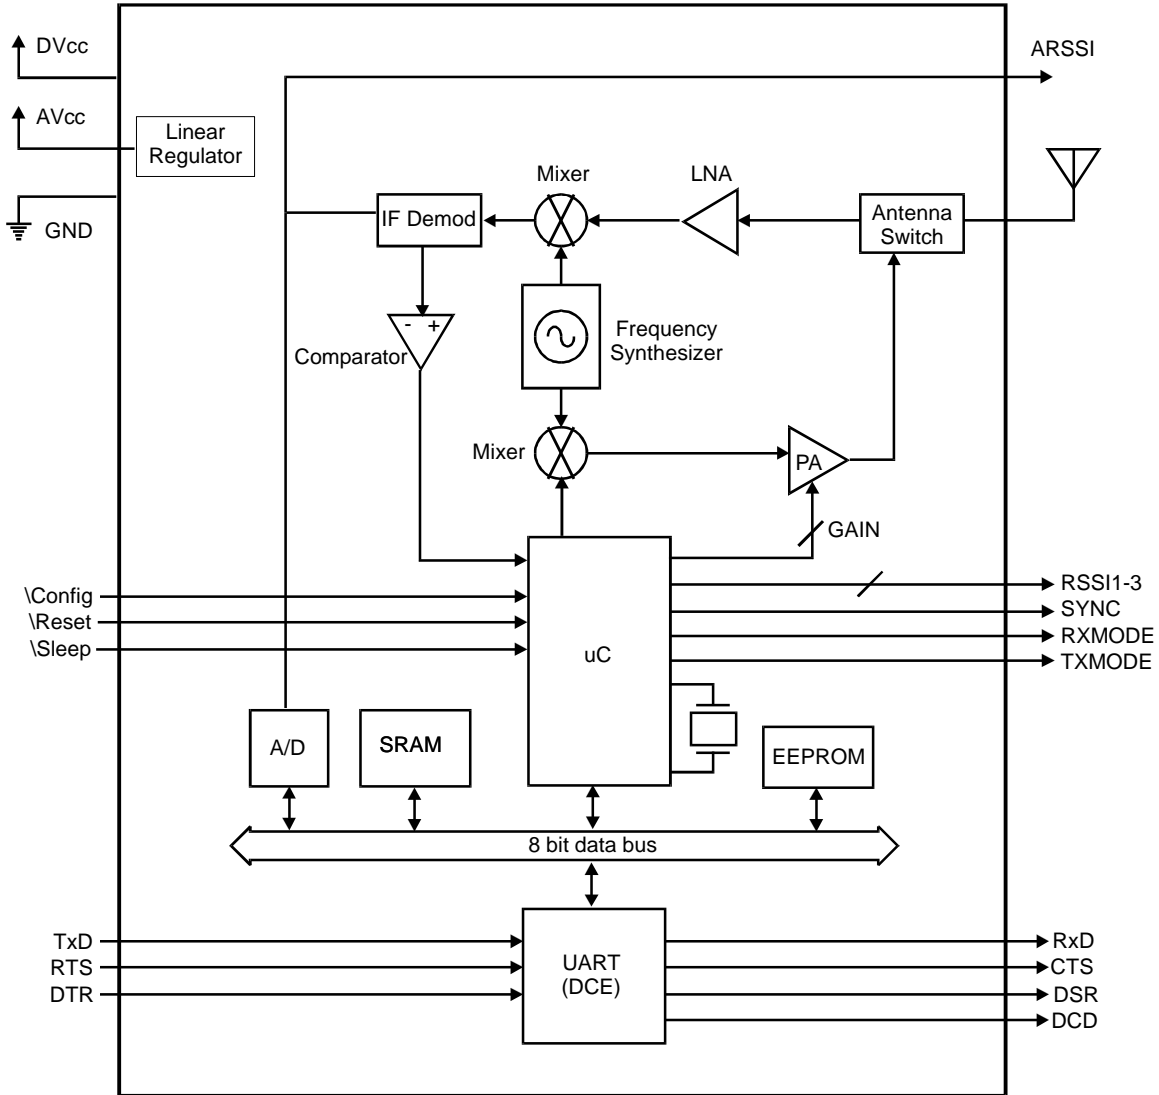 DVcc
ARSSI
AVcc
Linear
Regulator
GND
Mixer
LNA
IF Demod
Antenna
Switch
- +
Comparator
Frequency
Synthesizer
Mixer
PA
GAIN
\Config
\Reset
\Sleep
uC
RSSI1-3
SYNC
RXMODE
TXMODE
A/D
SRAM
EEPROM
8 bit data bus
TxD
RTS
DTR
UART
(DCE)
RxD
CTS
DSR
DCD